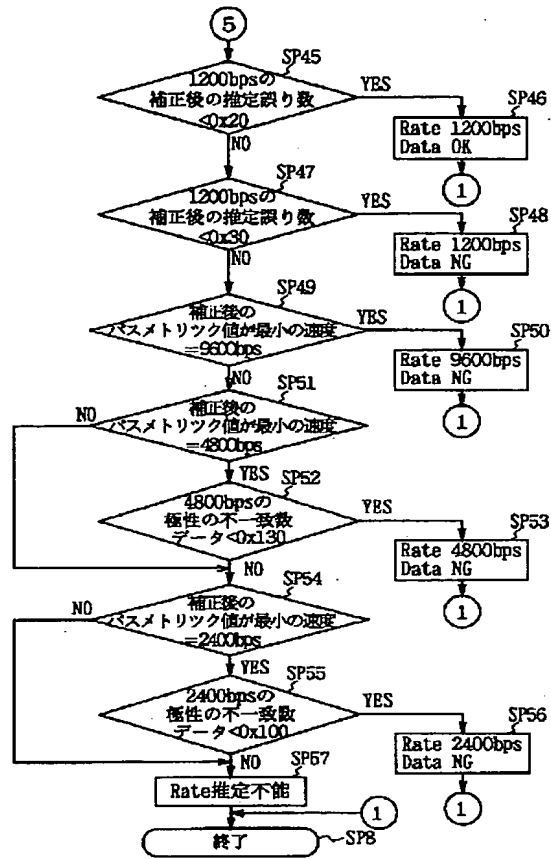 5
SP45
1200bpsの
補正後の推定誤り数
<0x20
YES
SP46
Rate 1200bps
Data OK
1
NO
SP47
1200bpsの
補正後の推定誤り数
<0x30
YES
SP48
Rate 1200bps
Data NG
1
NO
SP49
補正後の
パスメトリック値が最小の速度
=9600bps
YES
SP50
Rate 9600bps
Data NG
1
NO
SP51
補正後の
パスメトリック値が最小の速度
=4800bps
NO
YES
SP52
4800bpsの
極性の不一致数
データ<0x130
YES
SP53
Rate 4800bps
Data NG
1
NO
SP54
補正後の
パスメトリック値が最小の速度
=2400bps
NO
YES
SP55
2400bpsの
極性の不一致数
データ<0x100
YES
SP56
Rate 2400bps
Data NG
1
NO
SP57
Rate推定不能
1
終了
SP8